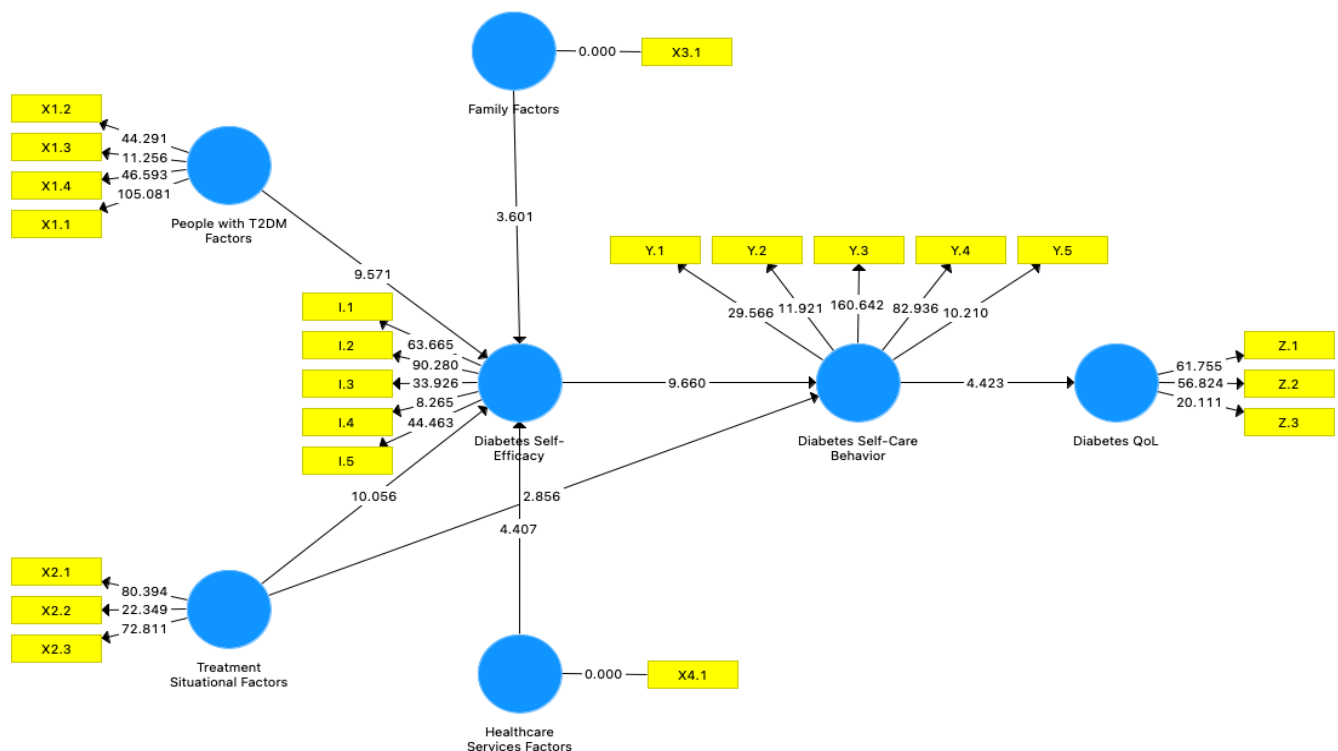 X3.1
0.000
Family Factors
X1.2
X1.3
X1.4
X1.1
44.291
11.256
46.593
105.081
People with T2DM
Factors
3.601
9.571
I.1
I.2
I.3
I.4
I.5
63.665
90.280
33.926
8.265
44.463
Diabetes Self-
Efficacy
9.660
Y.1
Y.2
Y.3
Y.4
Y.5
29.566
11.921
160.642
82.936
10.210
Diabetes Self-Care
Behavior
4.423
Diabetes QoL
61.755
56.824
20.111
Z.1
Z.2
Z.3
10.056
2.856
4.407
X2.1
X2.2
X2.3
80.394
22.349
72.811
Treatment
Situational Factors
0.000
X4.1
Healthcare
Services Factors